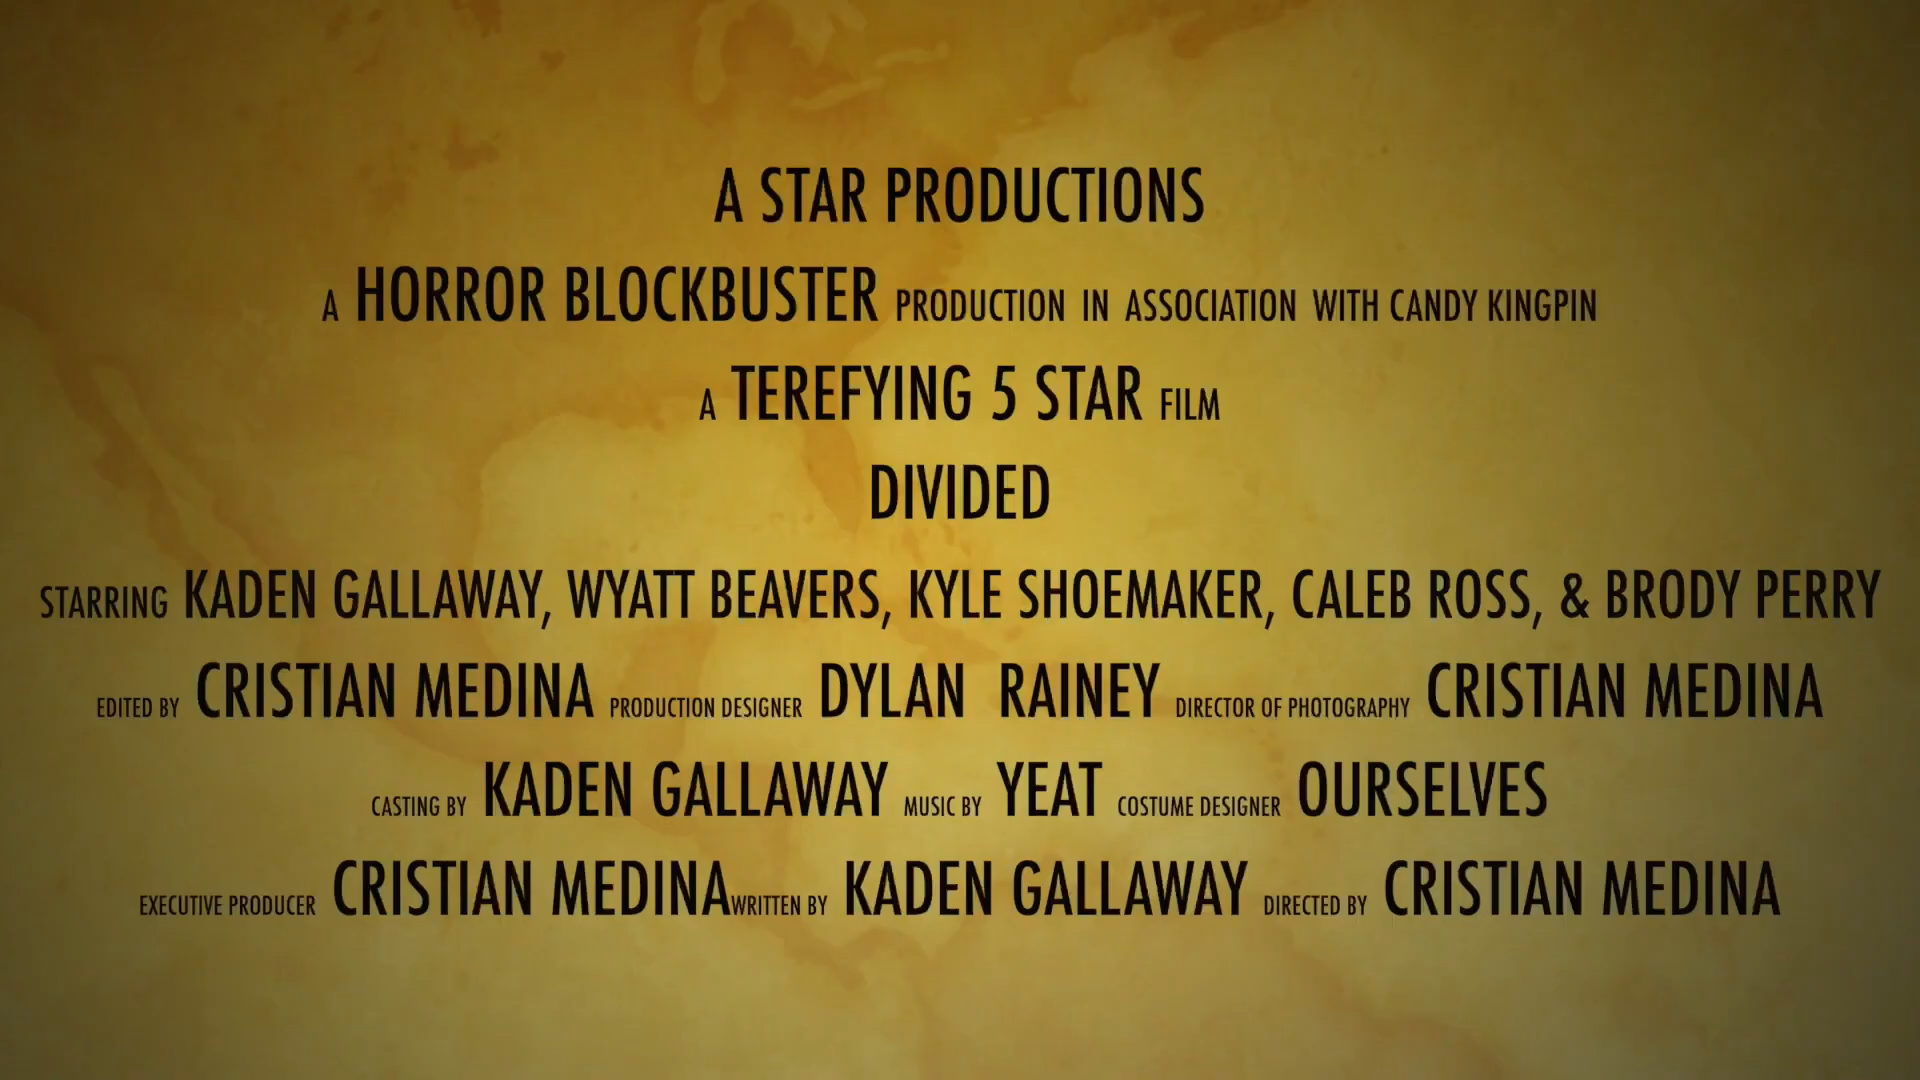 A STAR PRODUCTIONS
A HORROR BLOCKBUSTER PRODUCTION IN ASSOCIATION WITH CANDY KINGPIN
A TEREFYING 5 STAR FILM
DIVIDED
STARRING KADEN GALLAWAY, WYATT BEAVERS, KYLE SHOEMAKER, CALEB ROSS, & BRODY PERRY
EDITED BY CRISTIAN MEDINA PRODUCTION DESIGNER DYLAN RAINEY DIRECTOR OF PHOTOGRAPHY CRISTIAN MEDINA
CASTING BY KADEN GALLAWAY MUSIC BY YEAT COSTUME DESIGNER OURSELVES
EXECUTIVE PRODUCER CRISTIAN MEDINA WRITTEN BY KADEN GALLAWAY DIRECTED BY CRISTIAN MEDINA